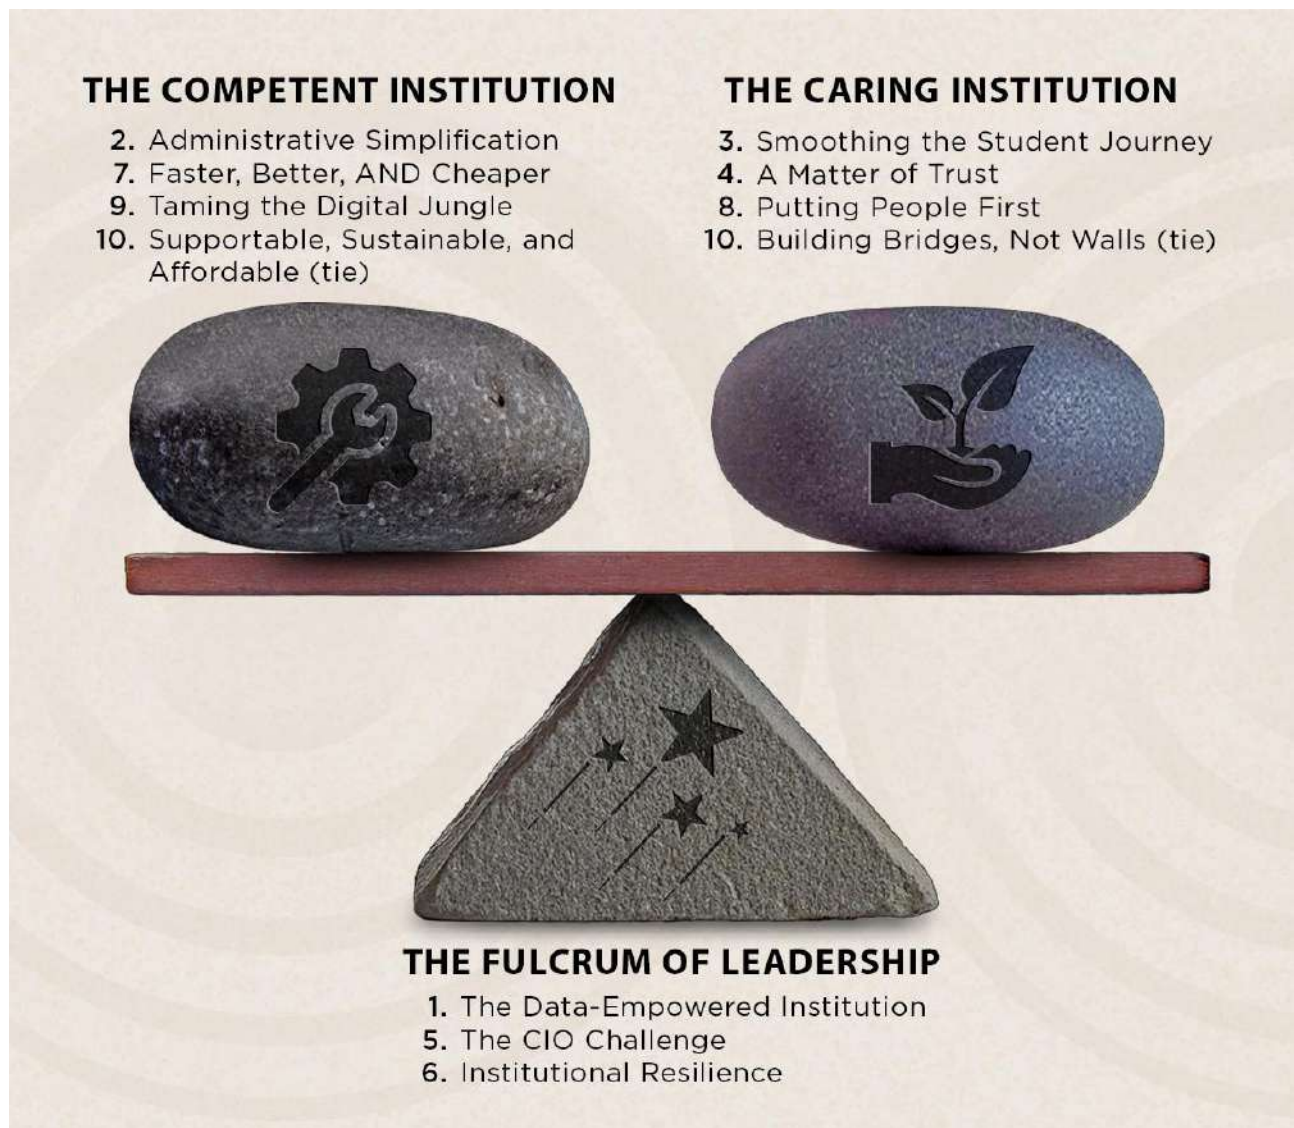 THE COMPETENT INSTITUTION
2. Administrative Simplification
7. Faster, Better, AND Cheaper
9. Taming the Digital Jungle
10. Supportable, Sustainable, and
Affordable (tie)
THE CARING INSTITUTION
3. Smoothing the Student Journey
4. A Matter of Trust
8. Putting People First
10. Building Bridges, Not Walls (tie)
THE FULCRUM OF LEADERSHIP
1. The Data-Empowered Institution
5. The CIO Challenge
6. Institutional Resilience